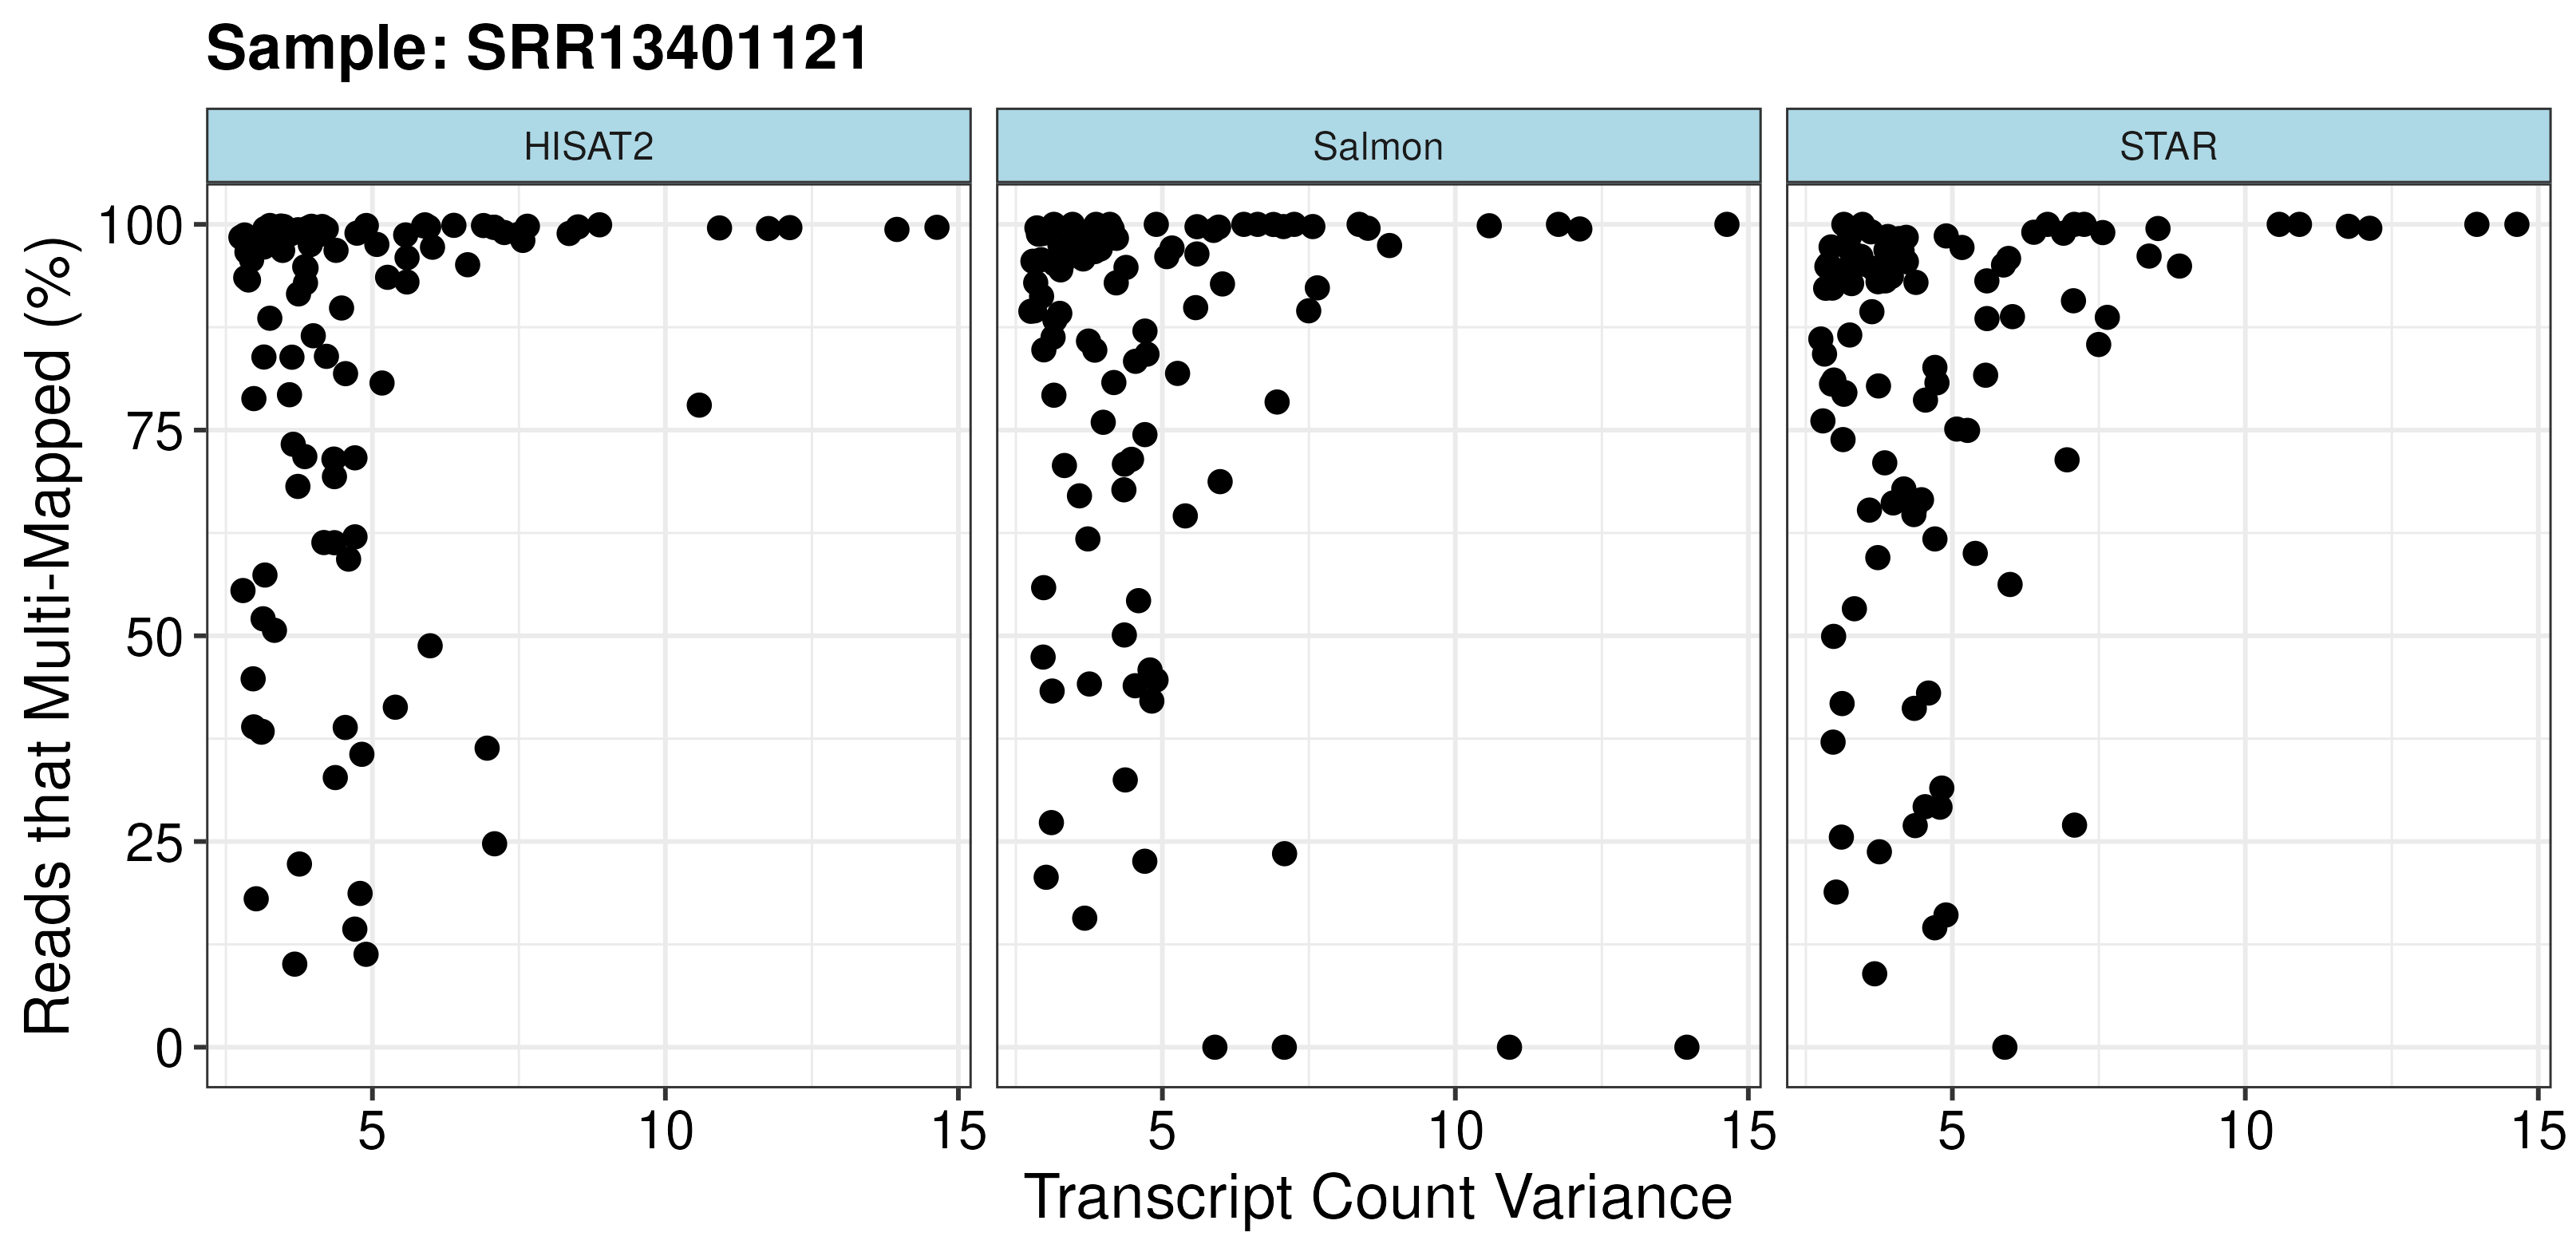 Sample: SRR13401121
HISAT2
Salmon
STAR
Reads that Multi-Mapped (%)
100
75
50
25
0
5 10 15
5 10 15
5 10 15
Transcript Count Variance